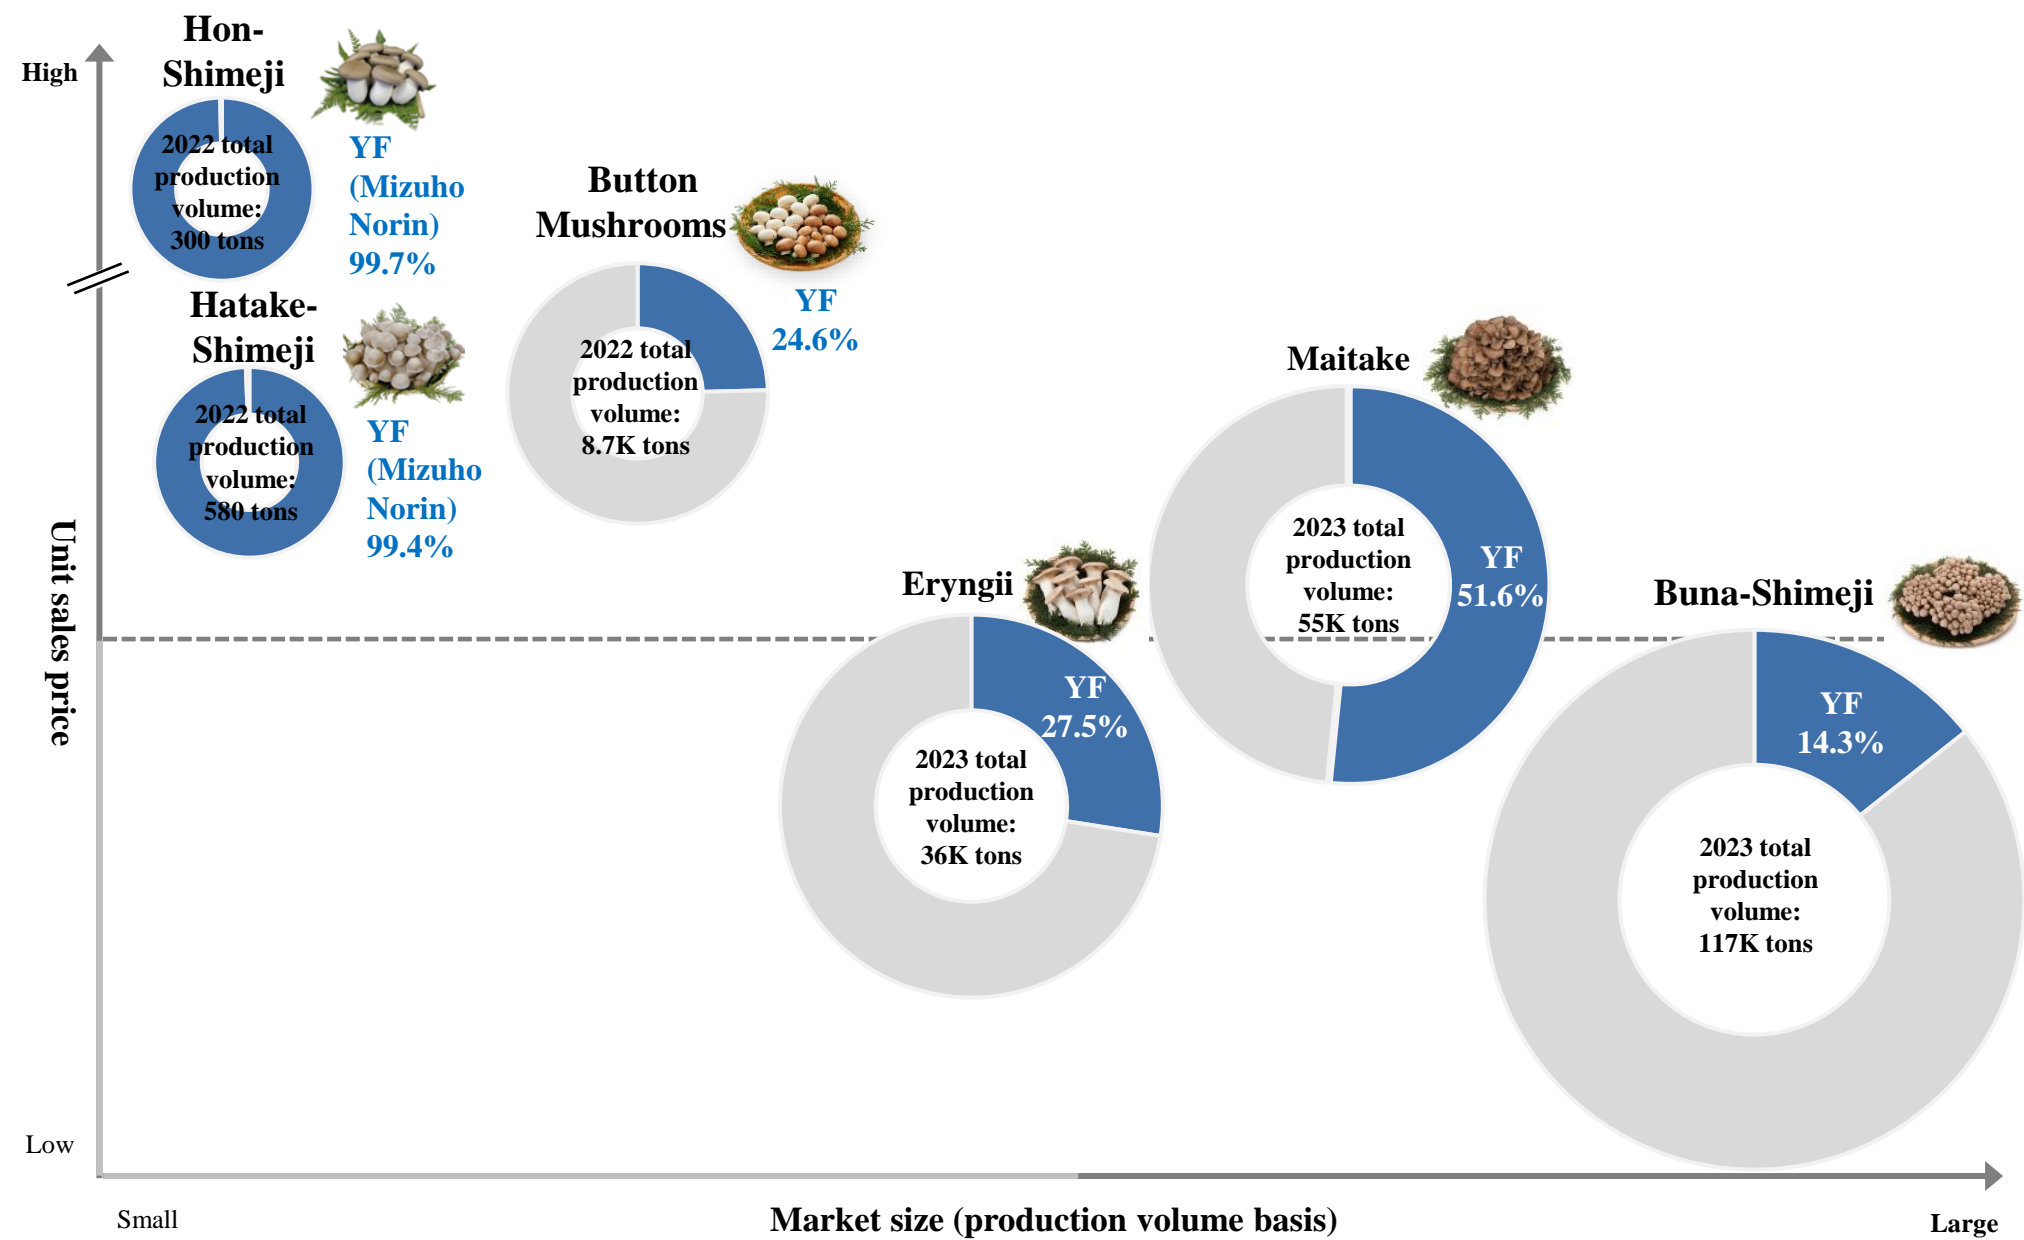 High
Hon-
Shimeji
2022 total
production
volume:
300 tons
YF
(Mizuho
Norin)
99.7%
Hatake-
Shimeji
2022 total
production
volume:
580 tons
YF
(Mizuho
Norin)
99.4%
Button
Mushrooms
YF
24.6%
2022 total
production
volume:
8.7K tons
Maitake
2023 total
production
volume:
55K tons
YF
51.6%
Eryngii
YF
27.5%
2023 total
production
volume:
36K tons
Buna-Shimeji
YF
14.3%
2023 total
production
volume:
117K tons
Unit sales price
Low
Small
Market size (production volume basis)
Large